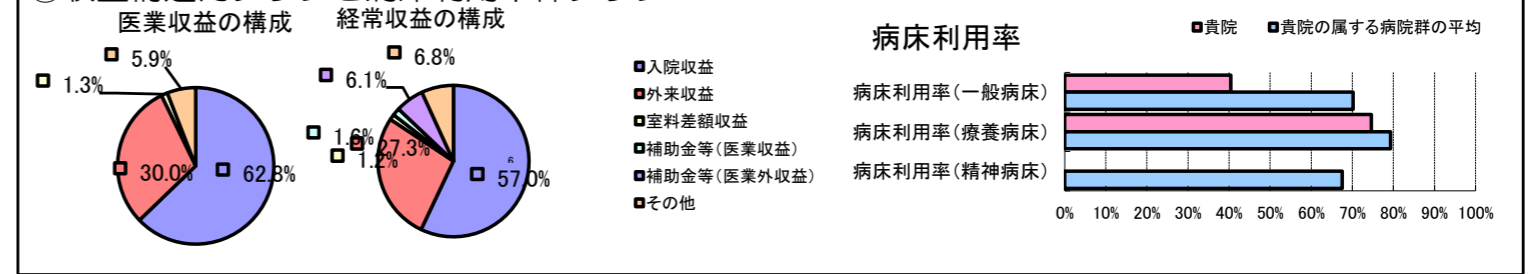 医業収益の構成
5.9%
1.3%
30.0%
62.8%
経常収益の構成
6.8%
6.1%
1.6%
1.2%
27.3%
57.0%
入院収益
外来収益
室料差額収益
補助金等(医業収益)
補助金等(医業外収益)
その他
病床利用率
貴院 貴院の属する病院群の平均
病床利用率(一般病床)
病床利用率(療養病床)
病床利用率(精神病床)
0% 10% 20% 30% 40% 50% 60% 70% 80% 90% 100%